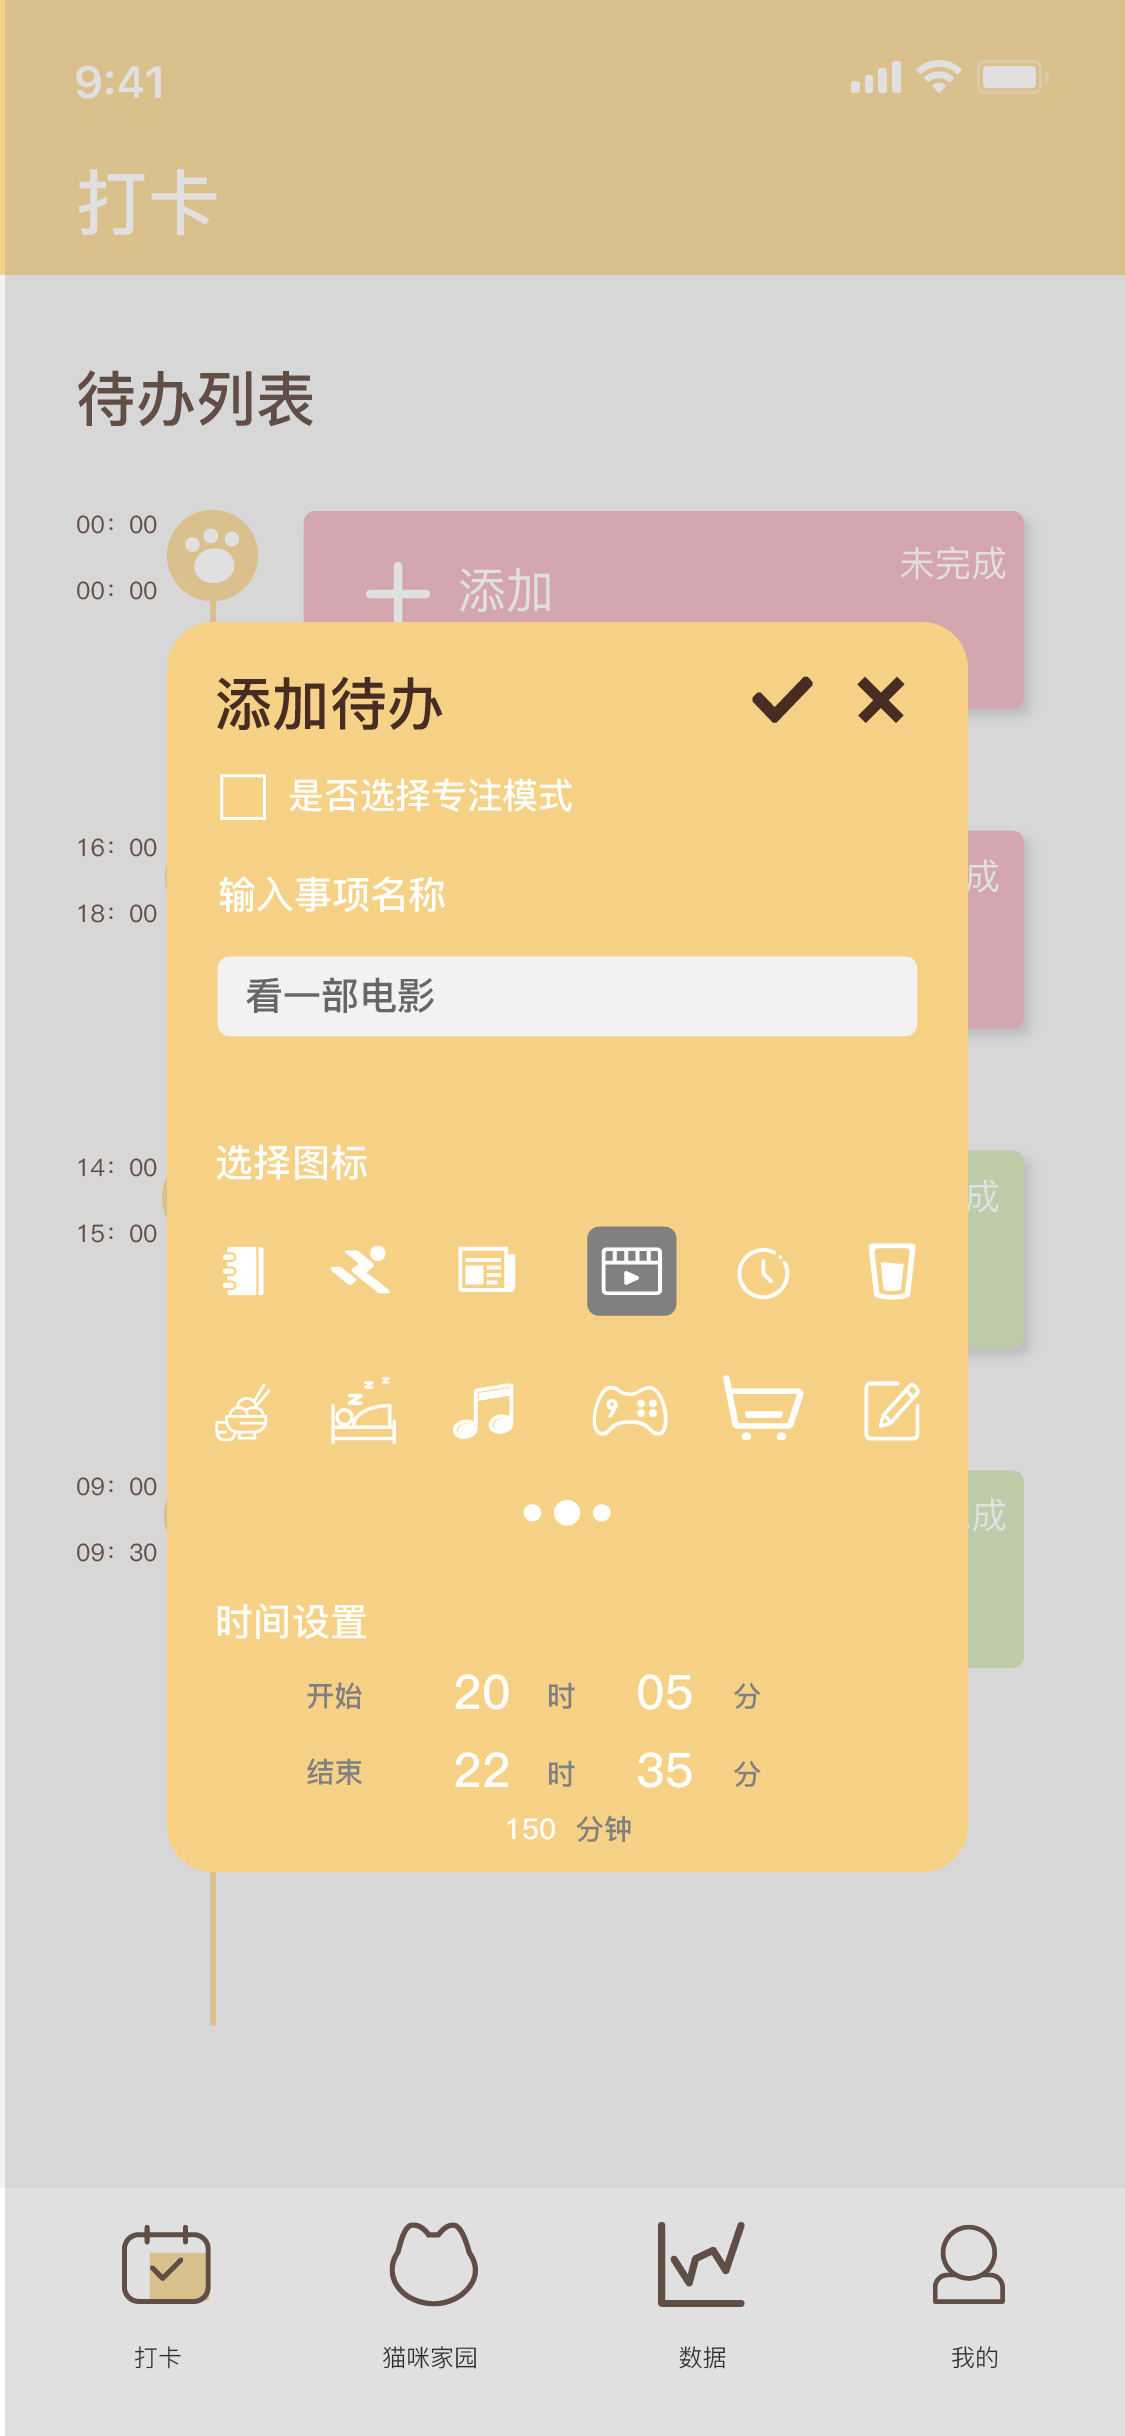 9:41
打卡
待办列表
00：00
00：00
添加
未完成
添加待办
是否选择专注模式
16：00
成
输入事项名称
18：00
看一部电影
选择图标
14：00
成
15：00
09：00
成
09：30
时间设置
开始 20 时 05 分
结束 22 时 35 分
150 分钟
打卡 猫咪家园 数据 我的